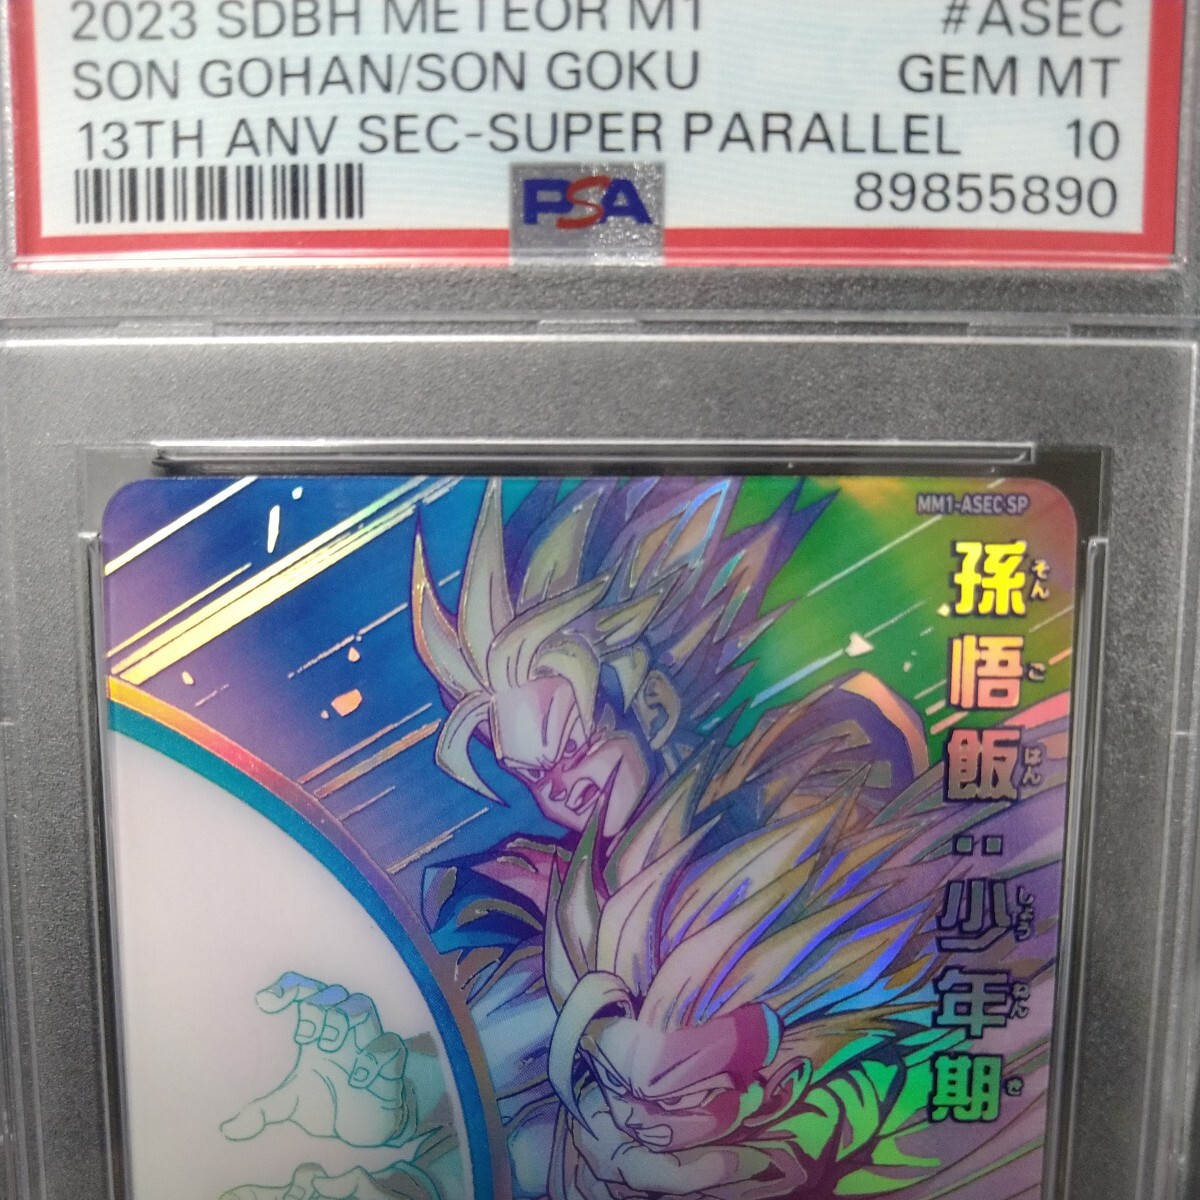 2023 SDBH METEOR M1 #ASEC
SON GOHAN/SON GOKU GEM MT
13TH ANV SEC-SUPER PARALLEL 10
PSA 89855890
MM1-ASEC SP
孫悟飯:少年期
そん ご はん しょう ねん き